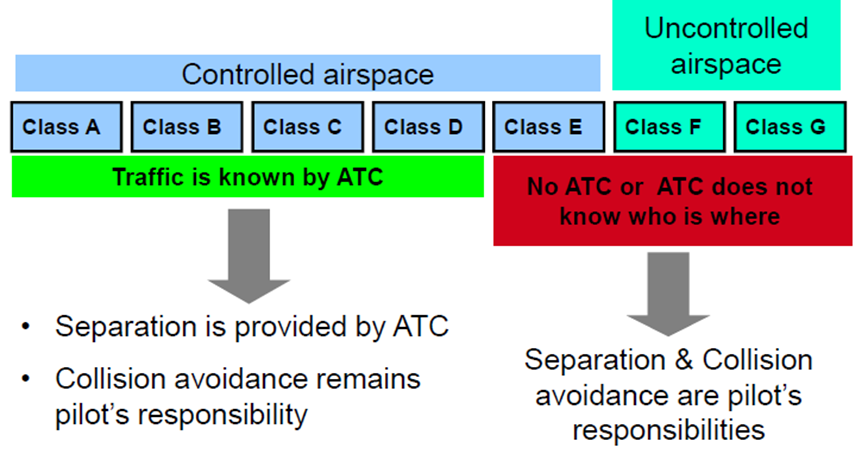 Uncontrolled
airspace
Controlled airspace
Class A Class B Class C Class D Class E Class F Class G
Traffic is known by ATC
No ATC or ATC does not
know who is where
• Separation is provided by ATC
• Collision avoidance remains
pilot's responsibility
Separation & Collision
avoidance are pilot's
responsibilities